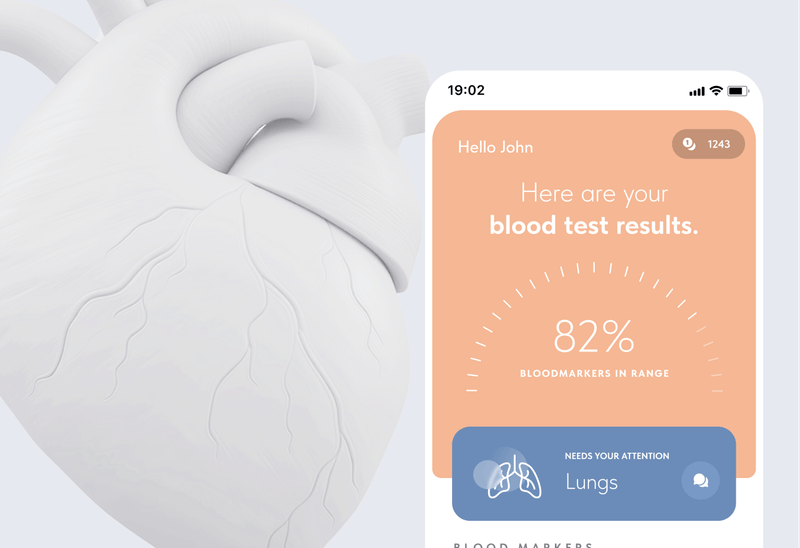 19:02
Hello John
1243
Here are your
blood test results.
82%
BLOODMARKERS IN RANGE
NEEDS YOUR ATTENTION
Lungs
BLOOD MARKERS